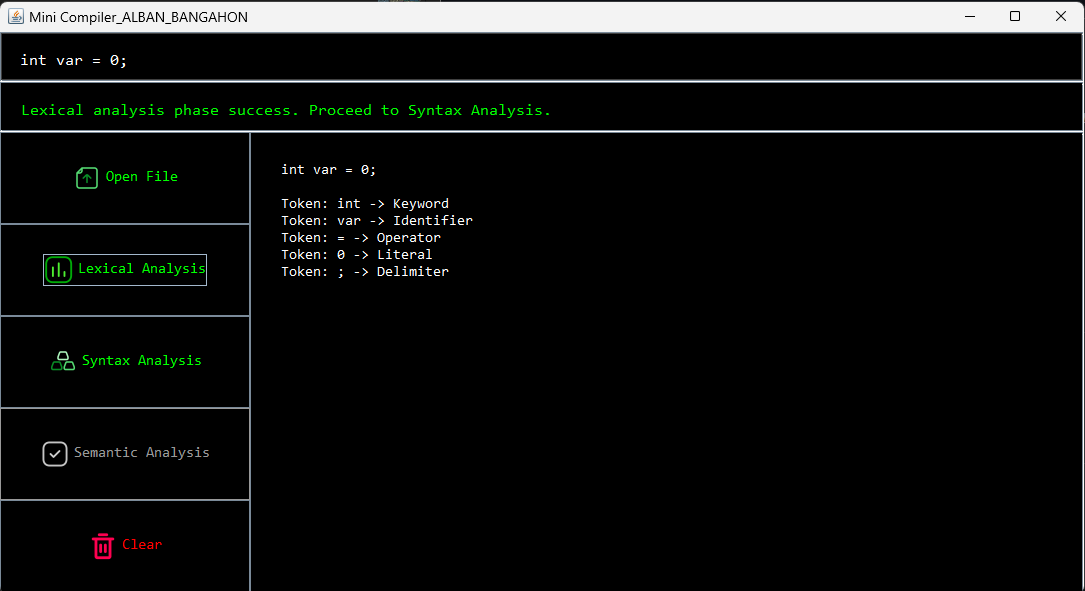 Mini Compiler_ALBAN_BANGAHON
int var = 0;
Lexical analysis phase success. Proceed to Syntax Analysis.
Open File
Lexical Analysis
Syntax Analysis
Semantic Analysis
Clear
int var = 0;
Token: int -> Keyword
Token: var -> Identifier
Token: = -> Operator
Token: 0 -> Literal
Token: ; -> Delimiter